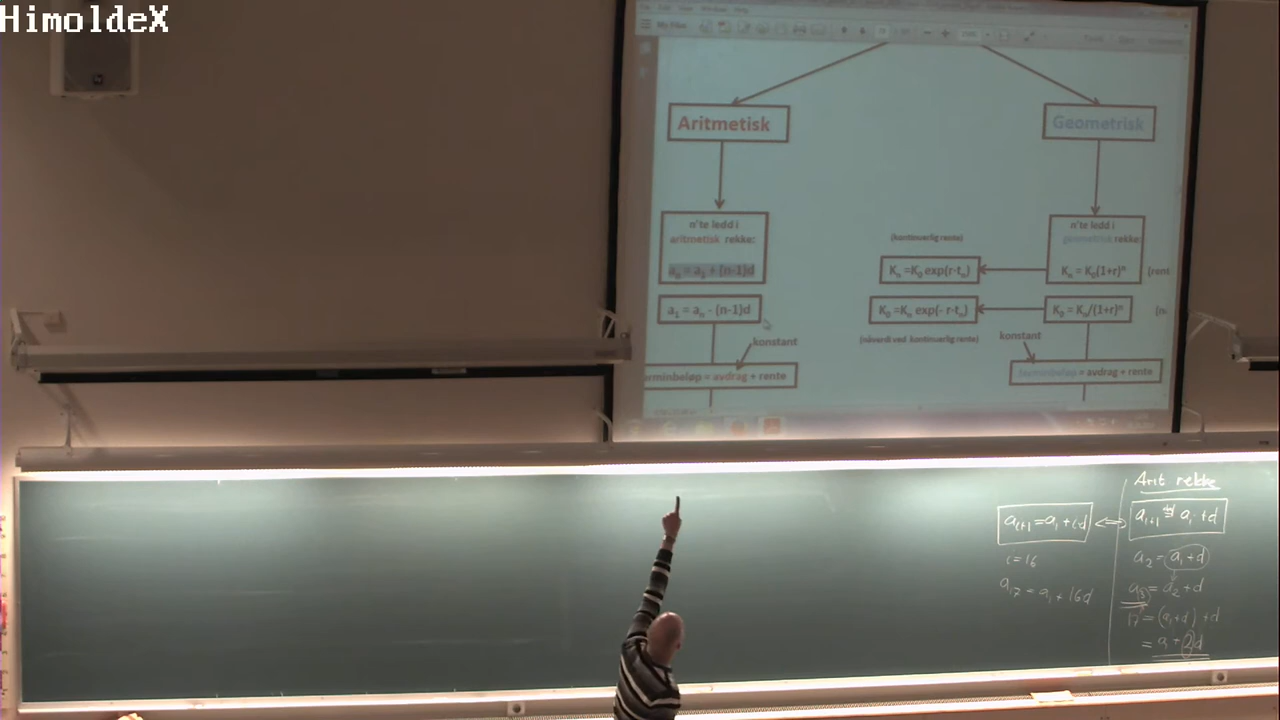 HimoldeX
Aritmetisk
Geometrisk
n'te ledd i
aritmetisk rekke:
aₙ = a₁ + (n-1)d
a₁ = aₙ - (n-1)d
konstant
terminbeløp = avdrag + rente
(kontinuerlig rente)
Kₙ =K₀ exp(r·tₙ)
K₀ =Kₙ exp(- r·tₙ)
(nåverdi ved kontinuerlig rente)
n'te ledd i
geometrisk rekke:
Kₙ = K₀(1+r)ⁿ
(rent
K₀ = Kₙ/(1+r)ⁿ
konstant
terminbeløp = avdrag + rente
aᵢ₊₁ = a₁ + i·d
i=16
a₁₇ = a₁ + 16d
Arit rekke
aᵢ₊₁ = aᵢ + d
a₂ = a₁ + d
a₃ = a₂ + d
= (a₁+d) + d
= a₁ + 2d